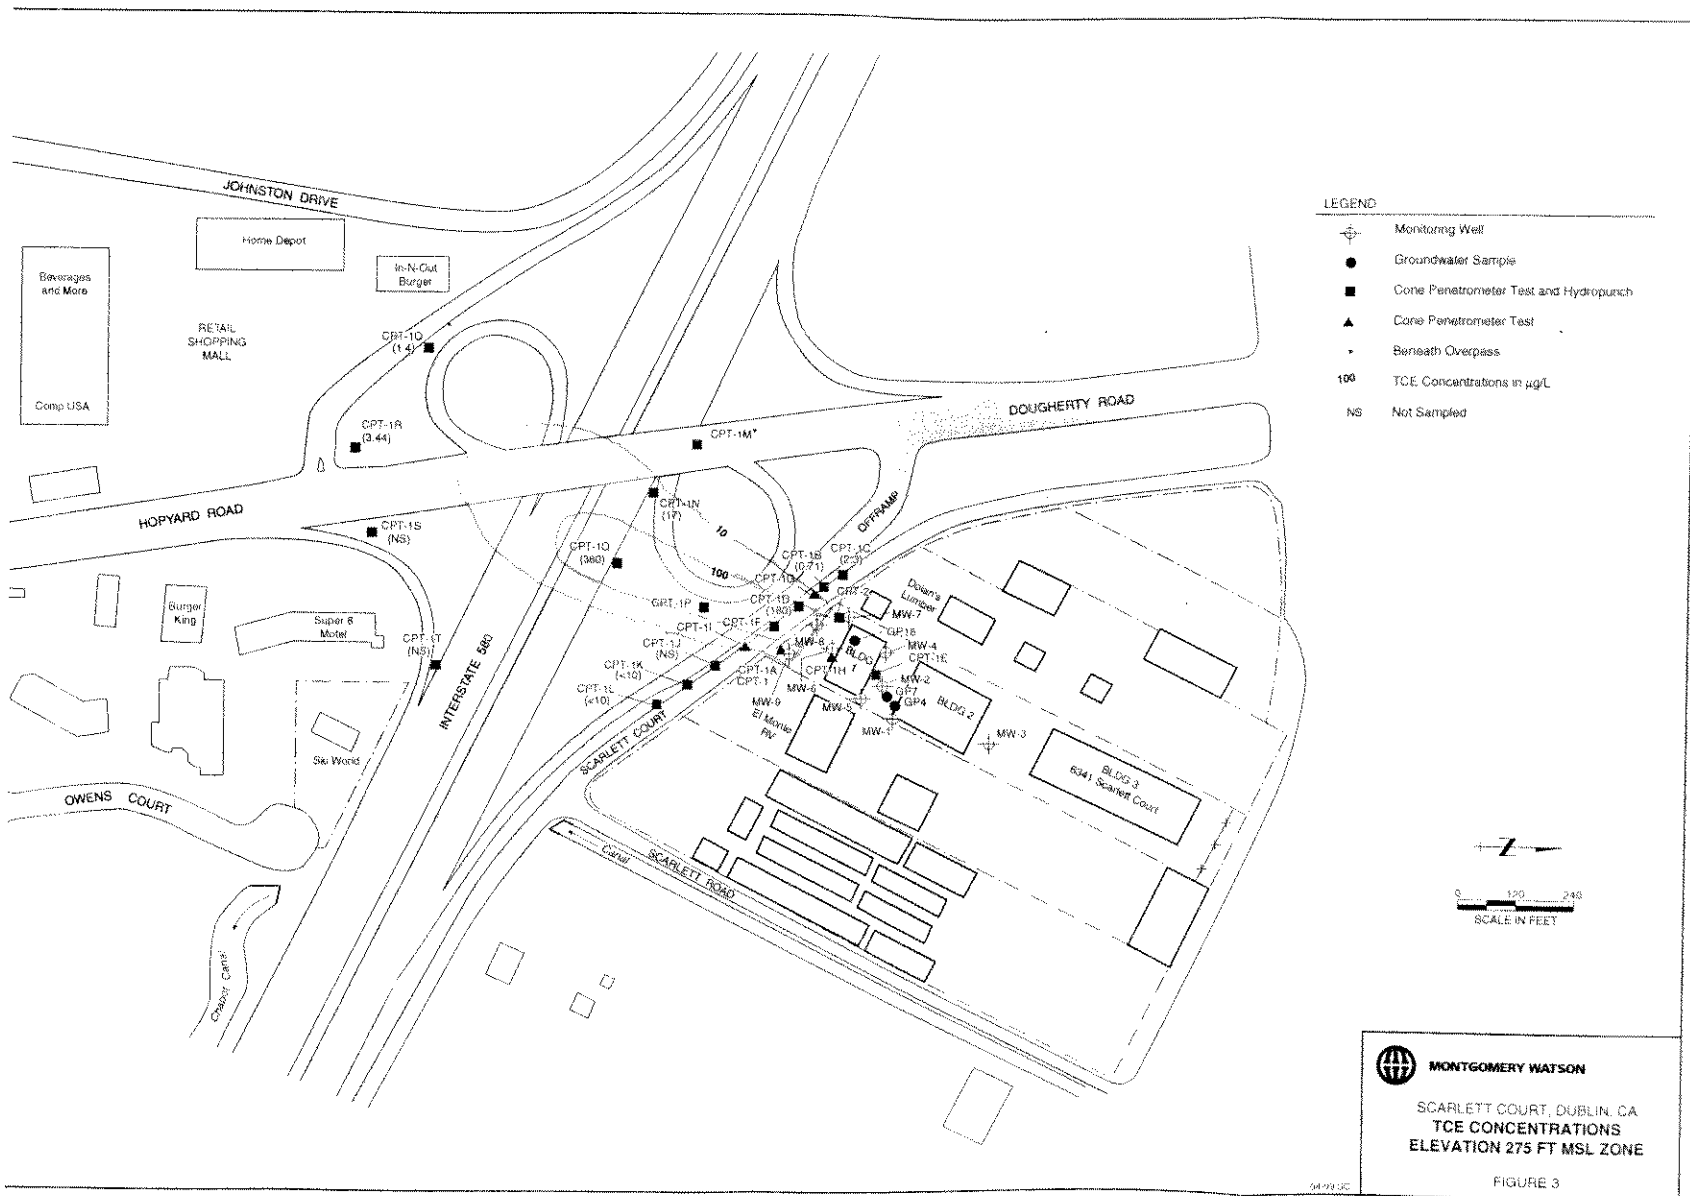 JOHNSTON DRIVE
Home Depot
Beverages
and More
In-N-Out
Burger
RETAIL
SHOPPING
MALL
Comp USA
CPT-1Q
(1.4)
CPT-1R
(3.44)
CPT-1M*
DOUGHERTY ROAD
HOPYARD ROAD
CPT-1S
(NS)
CPT-1N
(17)
10
OFFRAMP
CPT-1O
(380)
100
CPT-1B
(0.71)
CPT-1C
(2.3)
CPT-1G
CPT-2
CPT-1D
(180)
CPT-1P
CPT-1I
CPT-1F
Dolan's
Lumber
MW-7
GP18
MW-8
MW-4
CPT-1E
BLDG
1
CPT-1J
(NS)
CPT-1K
(<10)
CPT-1L
(<10)
CPT-1A
CPT-1
CPT-1H
MW-6
MW-9
MW-5
MW-2
GP7
GP4
BLDG 2
MW-1
MW-3
El Monte
RV
Burger
King
Super 8
Motel
CPT-1T
(NS)
INTERSTATE 580
Ski World
OWENS COURT
SCARLETT COURT
BLDG 3
6341 Scarlett Court
Canal
SCARLETT ROAD
Chabot Canal
LEGEND
Monitoring Well
Groundwater Sample
Cone Penetrometer Test and Hydropunch
Cone Penetrometer Test
* Beneath Overpass
100 TCE Concentrations in µg/L
NS Not Sampled
Z
0 120 240
SCALE IN FEET
MONTGOMERY WATSON
SCARLETT COURT, DUBLIN, CA
TCE CONCENTRATIONS
ELEVATION 275 FT MSL ZONE
FIGURE 3